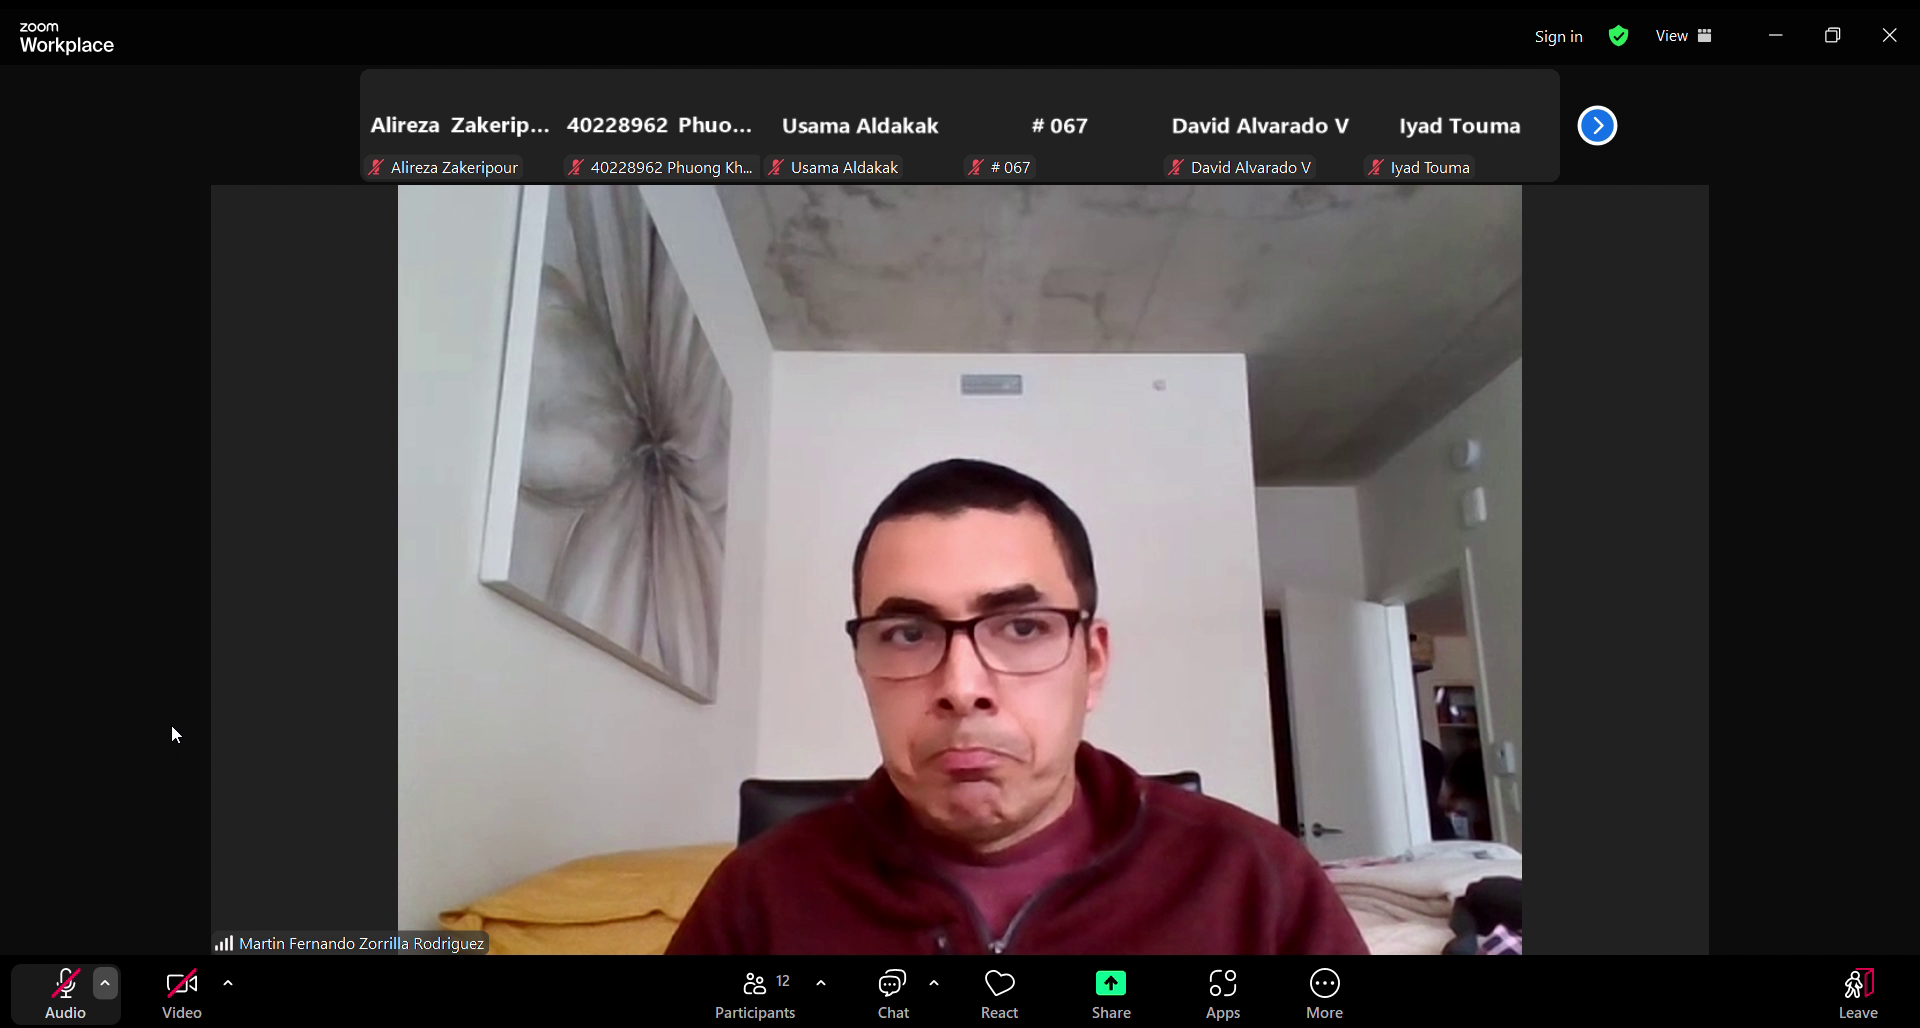 zoom
Workplace
Sign in
View
Alireza Zakerip...
40228962 Phuo...
Usama Aldakak
# 067
David Alvarado V
Iyad Touma
Alireza Zakeripour
40228962 Phuong Kh...
Usama Aldakak
# 067
David Alvarado V
Iyad Touma
Martin Fernando Zorrilla Rodriguez
Audio
Video
12
Participants
Chat
React
Share
Apps
More
Leave